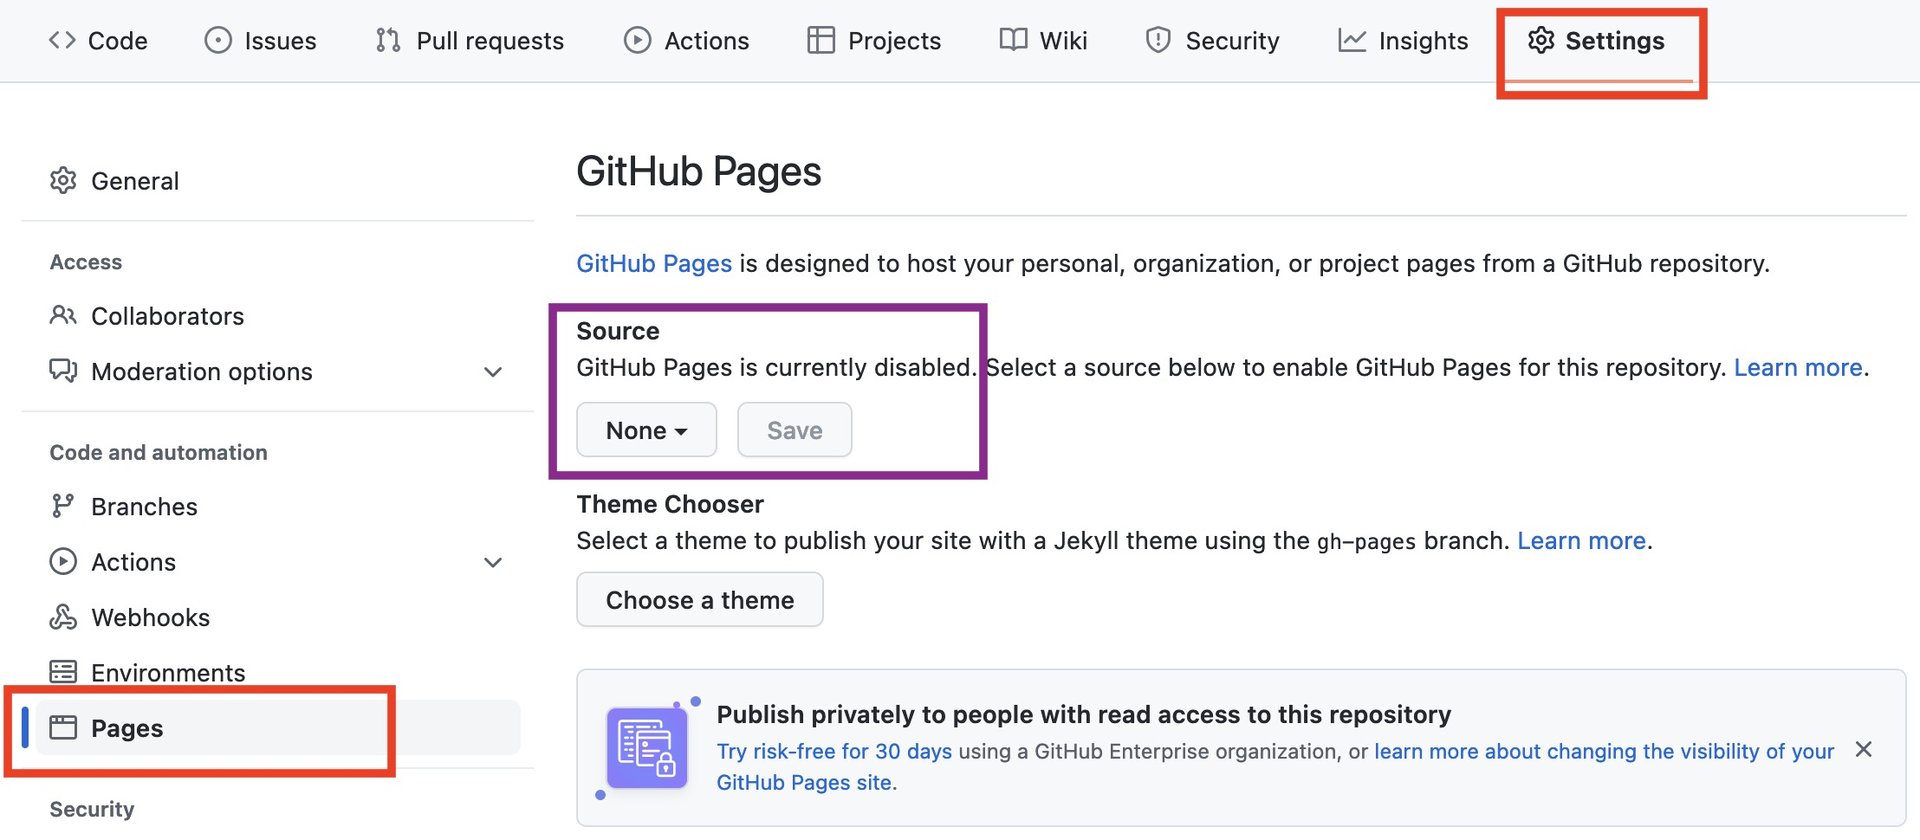 Code Issues Pull requests Actions Projects Wiki Security Insights Settings
General
Access
Collaborators
Moderation options
Code and automation
Branches
Actions
Webhooks
Environments
Pages
Security
GitHub Pages
GitHub Pages is designed to host your personal, organization, or project pages from a GitHub repository.
Source
GitHub Pages is currently disabled. Select a source below to enable GitHub Pages for this repository. Learn more.
None Save
Theme Chooser
Select a theme to publish your site with a Jekyll theme using the gh-pages branch. Learn more.
Choose a theme
Publish privately to people with read access to this repository
Try risk-free for 30 days using a GitHub Enterprise organization, or learn more about changing the visibility of your
GitHub Pages site.